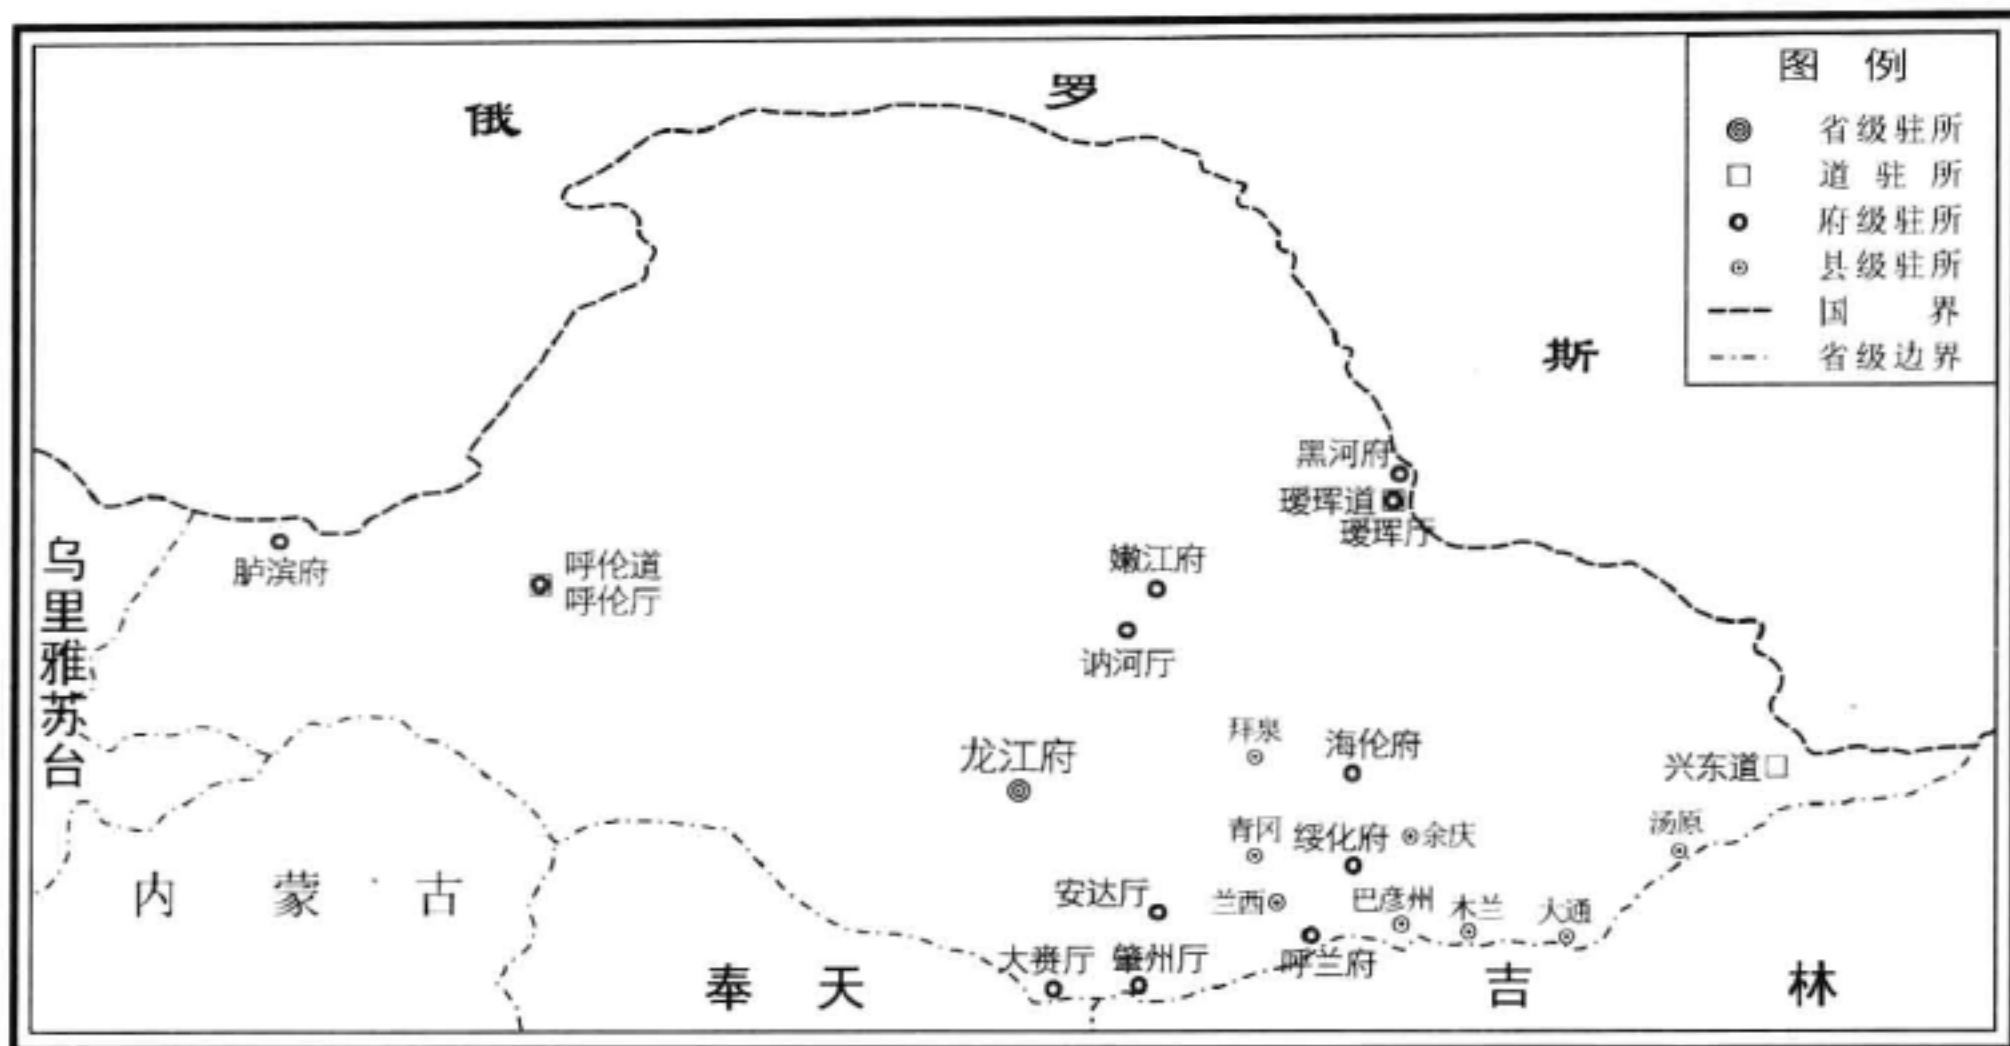 俄
罗
斯
图 例
省级驻所
道 驻 所
府级驻所
县级驻所
国 界
省级边界
黑河府
瑷珲道
瑷珲厅
胪滨府
呼伦道
呼伦厅
嫩江府
讷河厅
乌里雅苏台
龙江府
拜泉
海伦府
兴东道
青冈
绥化府
余庆
汤原
内 蒙 古
安达厅
兰西
巴彦州
木兰
大通
大赉厅
肇州厅
呼兰府
奉 天
吉 林